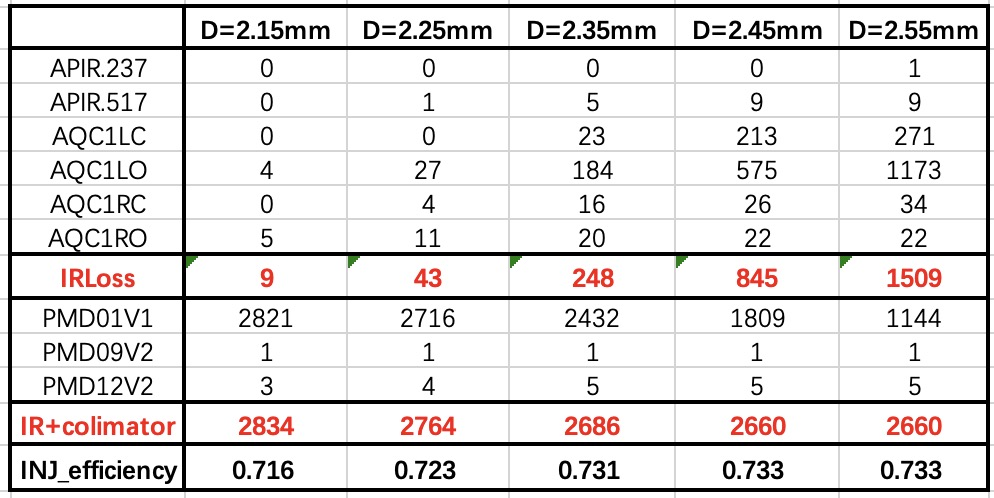 D=2.15mm D=2.25mm D=2.35mm D=2.45mm D=2.55mm
APIR.237 0 0 0 0 1
APIR.517 0 1 5 9 9
AQC1LC 0 0 23 213 271
AQC1LO 4 27 184 575 1173
AQC1RC 0 4 16 26 34
AQC1RO 5 11 20 22 22
IRLoss 9 43 248 845 1509
PMD01V1 2821 2716 2432 1809 1144
PMD09V2 1 1 1 1 1
PMD12V2 3 4 5 5 5
IR+colimator 2834 2764 2686 2660 2660
INJ_efficiency 0.716 0.723 0.731 0.733 0.733